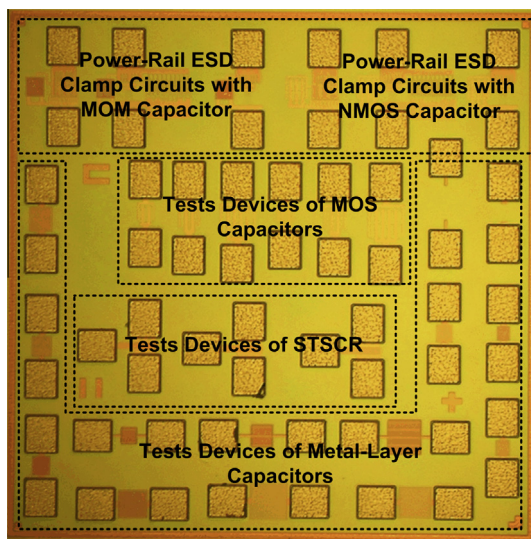 Power-Rail ESD
Clamp Circuits with
MOM Capacitor
Power-Rail ESD
Clamp Circuits with
NMOS Capacitor
Tests Devices of MOS
Capacitors
Tests Devices of STSCR
Tests Devices of Metal-Layer
Capacitors